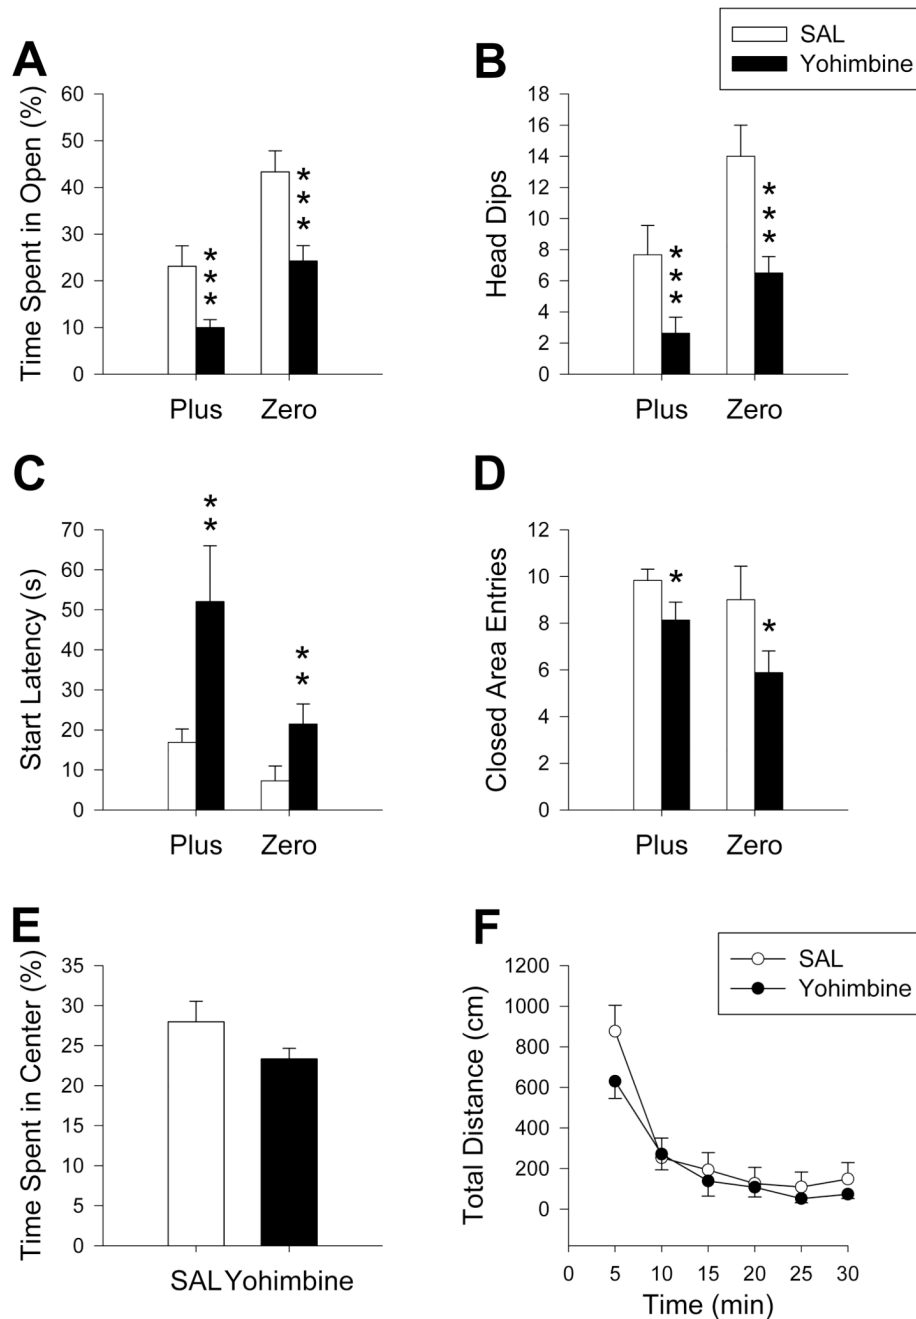 SAL
Yohimbine
A
Time Spent in Open (%)
60
50
40
30
20
10
0
***
***
Plus Zero
B
Head Dips
18
16
14
12
10
8
6
4
2
0
***
***
Plus Zero
C
Start Latency (s)
70
60
50
40
30
20
10
0
**
**
Plus Zero
D
Closed Area Entries
12
10
8
6
4
2
0
*
*
Plus Zero
E
Time Spent in Center (%)
35
30
25
20
15
10
5
0
SAL Yohimbine
F
SAL
Yohimbine
Total Distance (cm)
1200
1000
800
600
400
200
0
0 5 10 15 20 25 30
Time (min)